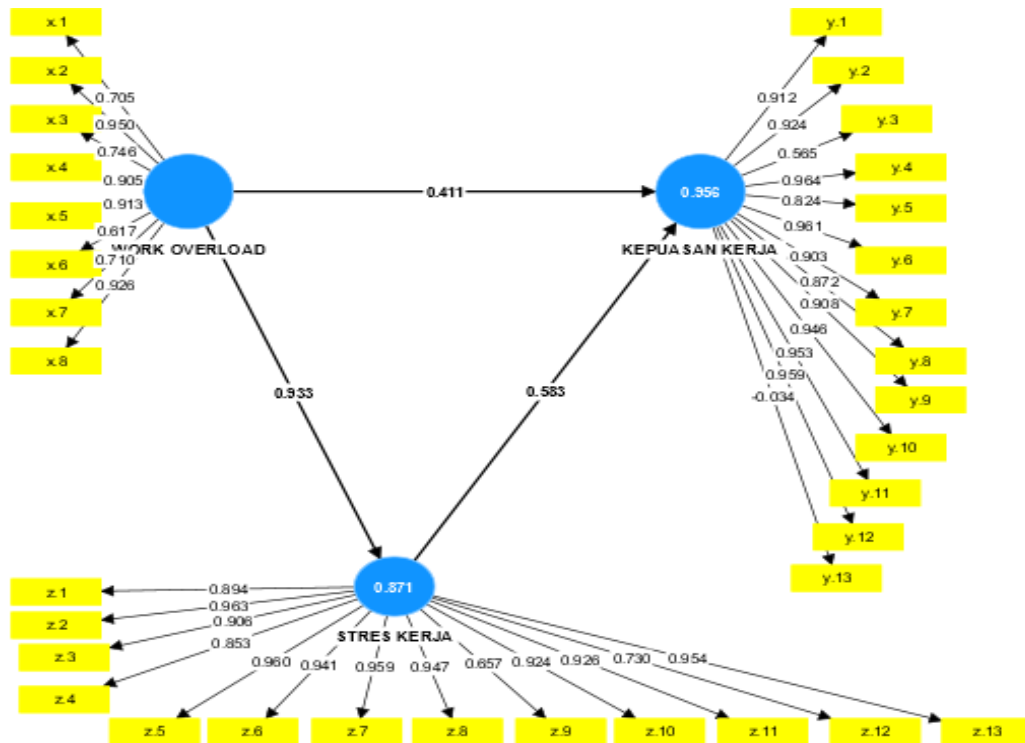 x.1
x.2
x.3
x.4
x.5
x.6
x.7
x.8
0.705
0.950
0.746
0.905
0.913
0.617
0.710
0.926
WORK OVERLOAD
0.411
0.933
0.583
0.956
KEPUASAN KERJA
y.1
y.2
y.3
y.4
y.5
y.6
y.7
y.8
y.9
y.10
y.11
y.12
y.13
0.912
0.924
0.565
0.964
0.824
0.961
0.903
0.872
0.908
0.946
0.953
0.959
-0.034
0.871
STRES KERJA
z.1
z.2
z.3
z.4
0.894
0.963
0.906
0.853
0.960
0.941
0.959
0.947
0.657
0.924
0.926
0.730
0.954
z.5
z.6
z.7
z.8
z.9
z.10
z.11
z.12
z.13